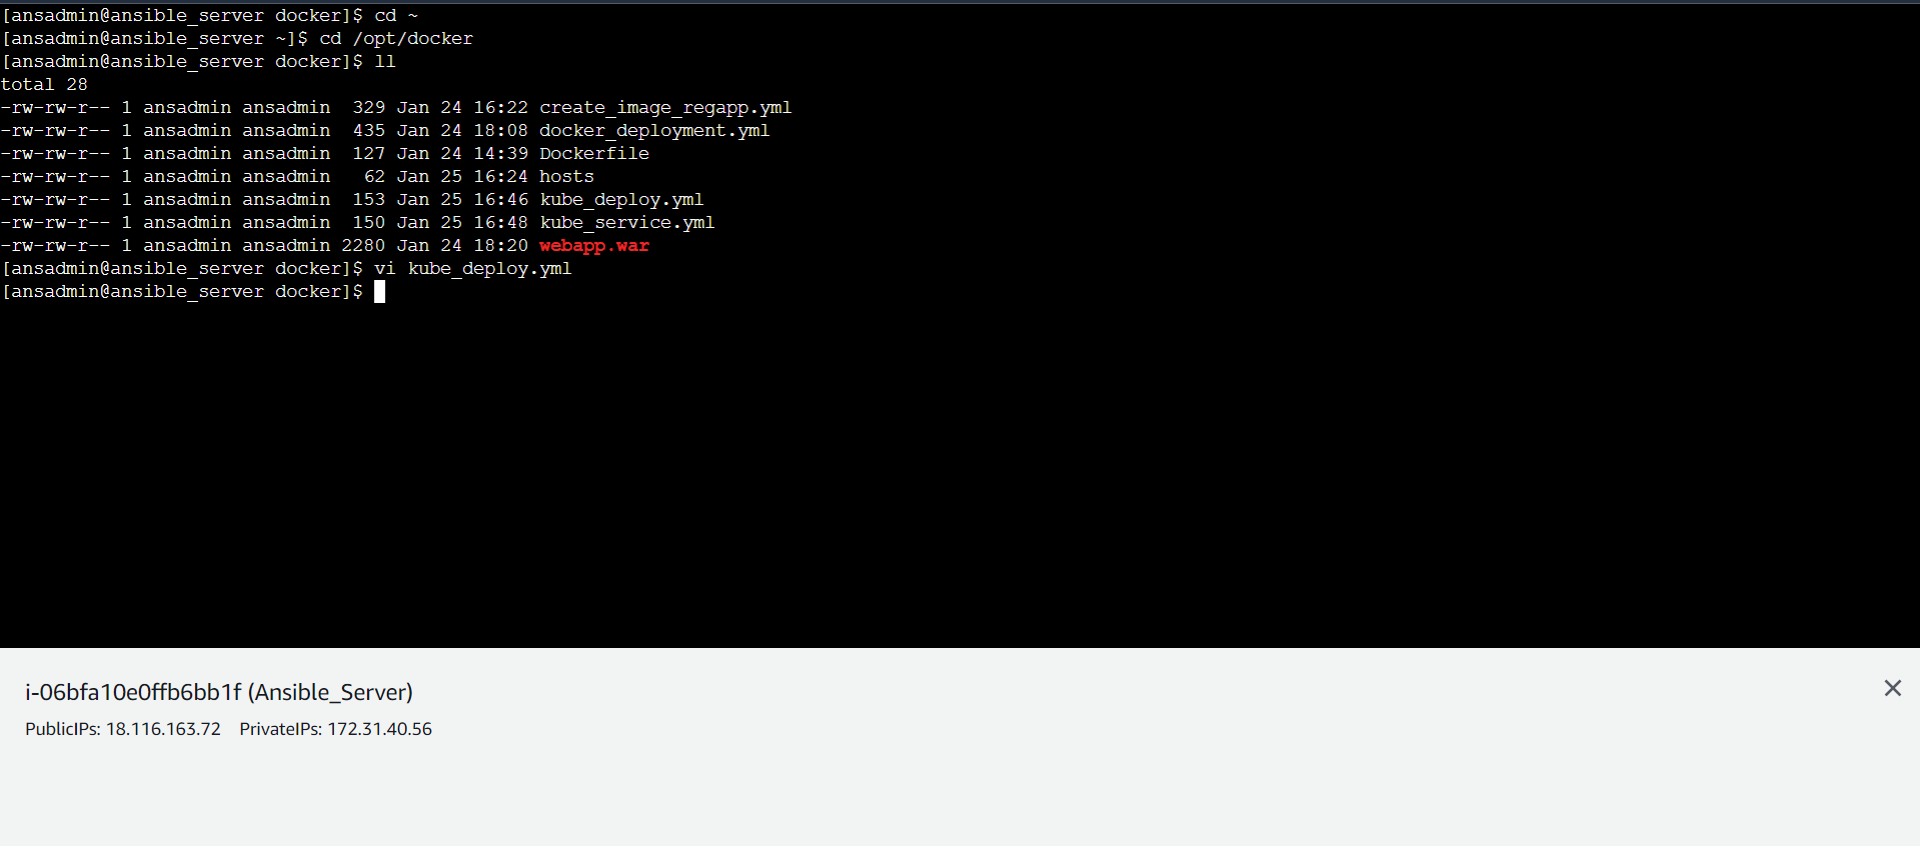 [ansadmin@ansible_server docker]$ cd ~
[ansadmin@ansible_server ~]$ cd /opt/docker
[ansadmin@ansible_server docker]$ ll
total 28
-rw-rw-r-- 1 ansadmin ansadmin  329 Jan 24 16:22 create_image_regapp.yml
-rw-rw-r-- 1 ansadmin ansadmin  435 Jan 24 18:08 docker_deployment.yml
-rw-rw-r-- 1 ansadmin ansadmin  127 Jan 24 14:39 Dockerfile
-rw-rw-r-- 1 ansadmin ansadmin   62 Jan 25 16:24 hosts
-rw-rw-r-- 1 ansadmin ansadmin  153 Jan 25 16:46 kube_deploy.yml
-rw-rw-r-- 1 ansadmin ansadmin  150 Jan 25 16:48 kube_service.yml
-rw-rw-r-- 1 ansadmin ansadmin 2280 Jan 24 18:20 webapp.war
[ansadmin@ansible_server docker]$ vi kube_deploy.yml
[ansadmin@ansible_server docker]$
i-06bfa10e0ffb6bb1f (Ansible_Server)
PublicIPs: 18.116.163.72 PrivateIPs: 172.31.40.56